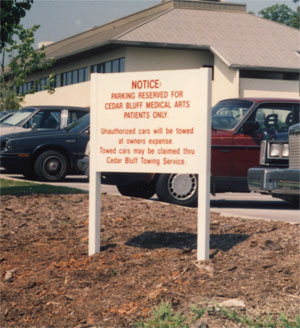 NOTICE:
PARKING RESERVED FOR
CEDAR BLUFF MEDICAL ARTS
PATIENTS ONLY.
Unauthorized cars will be towed
at owners expense.
Towed cars may be claimed thru
Cedar Bluff Towing Service.